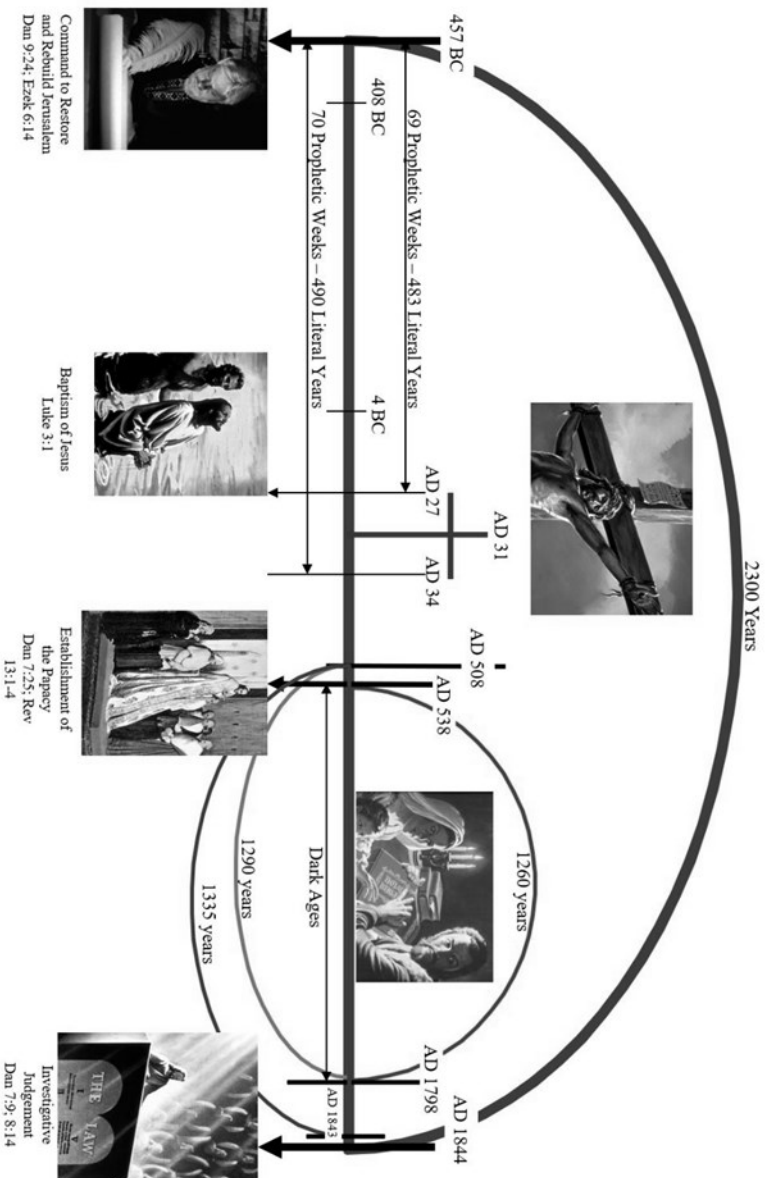 2300 Years
457 BC
408 BC
4 BC
AD 27
AD 31
AD 34
AD 508
AD 538
AD 1798
AD 1843
AD 1844
69 Prophetic Weeks – 483 Literal Years
70 Prophetic Weeks – 490 Literal Years
1260 years
Dark Ages
1290 years
1335 years
Command to Restore
and Rebuild Jerusalem
Dan 9:24; Ezek 6:14
Baptism of Jesus
Luke 3:1
Establishment of
the Papacy
Dan 7:25; Rev
13:1-4
THE LAW
Investigative
Judgement
Dan 7:9; 8:14